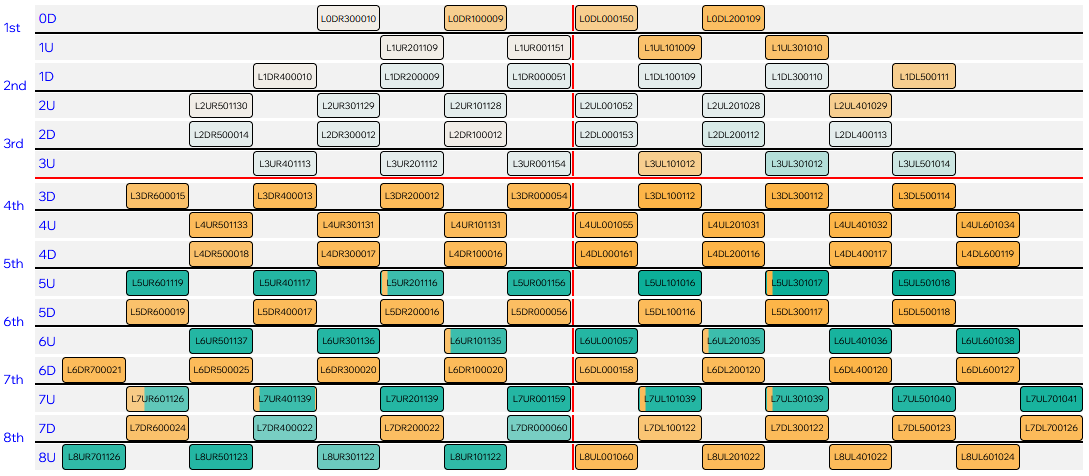 1st
0D L0DR300010 L0DR100009 L0DL000150 L0DL200109
1U L1UR201109 L1UR001151 L1UL101009 L1UL301010
2nd
1D L1DR400010 L1DR200009 L1DR000051 L1DL100109 L1DL300110 L1DL500111
2U L2UR501130 L2UR301129 L2UR101128 L2UL001052 L2UL201028 L2UL401029
3rd
2D L2DR500014 L2DR300012 L2DR100012 L2DL000153 L2DL200112 L2DL400113
3U L3UR401113 L3UR201112 L3UR001154 L3UL101012 L3UL301012 L3UL501014
4th
3D L3DR600015 L3DR400013 L3DR200012 L3DR000054 L3DL100112 L3DL300112 L3DL500114
4U L4UR501133 L4UR301131 L4UR101131 L4UL001055 L4UL201031 L4UL401032 L4UL601034
5th
4D L4DR500018 L4DR300017 L4DR100016 L4DL000161 L4DL200116 L4DL400117 L4DL600119
5U L5UR601119 L5UR401117 L5UR201116 L5UR001156 L5UL101016 L5UL301017 L5UL501018
6th
5D L5DR600019 L5DR400017 L5DR200016 L5DR000056 L5DL100116 L5DL300117 L5DL500118
6U L6UR501137 L6UR301136 L6UR101135 L6UL001057 L6UL201035 L6UL401036 L6UL601038
7th
6D L6DR700021 L6DR500025 L6DR300020 L6DR100020 L6DL000158 L6DL200120 L6DL400120 L6DL600127
7U L7UR601126 L7UR401139 L7UR201139 L7UR001159 L7UL101039 L7UL301039 L7UL501040 L7UL701041
8th
7D L7DR600024 L7DR400022 L7DR200022 L7DR000060 L7DL100122 L7DL300122 L7DL500123 L7DL700126
8U L8UR701126 L8UR501123 L8UR301122 L8UR101122 L8UL001060 L8UL201022 L8UL401022 L8UL601024